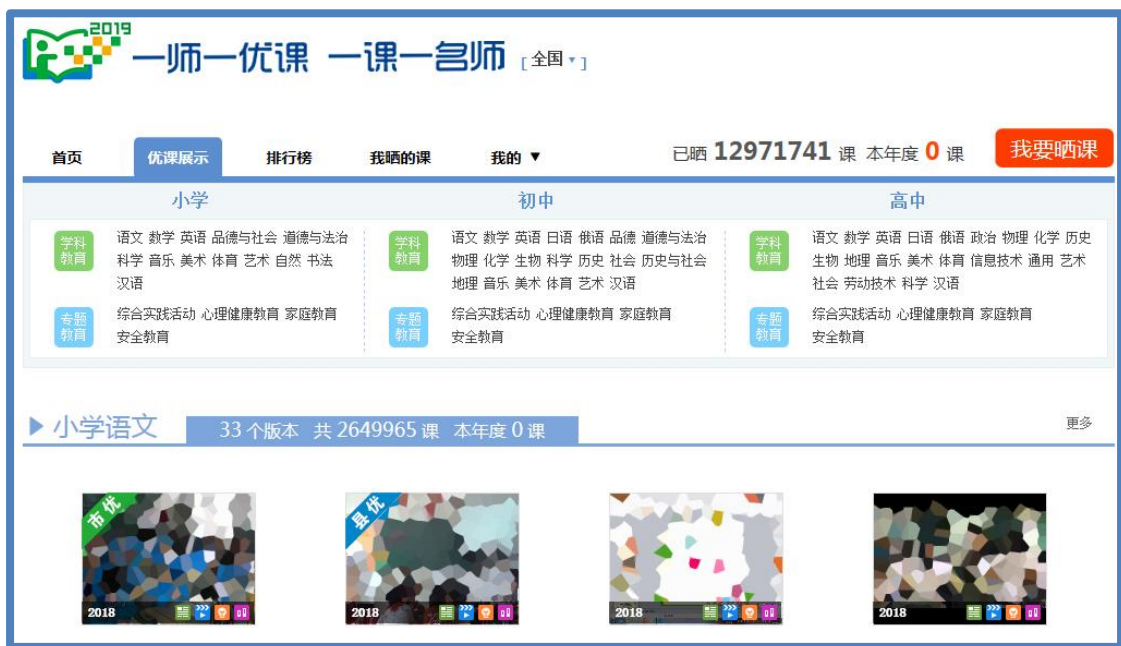 2019
一师一优课 一课一名师 [全国▼]
首页 优课展示 排行榜 我晒的课 我的 ▼ 已晒 12971741 课 本年度 0 课 我要晒课
小学 初中 高中
学科教育
语文 数学 英语 品德与社会 道德与法治
科学 音乐 美术 体育 艺术 自然 书法
汉语
专题教育
综合实践活动 心理健康教育 家庭教育
安全教育
学科教育
语文 数学 英语 日语 俄语 品德 道德与法治
物理 化学 生物 科学 历史 社会 历史与社会
地理 音乐 美术 体育 艺术 汉语
专题教育
综合实践活动 心理健康教育 家庭教育
安全教育
学科教育
语文 数学 英语 日语 俄语 政治 物理 化学 历史
生物 地理 音乐 美术 体育 信息技术 通用 艺术
社会 劳动技术 科学 汉语
专题教育
综合实践活动 心理健康教育 家庭教育
安全教育
小学语文 33 个版本 共 2649965 课 本年度 0 课 更多
市优 县优
2018 2018 2018 2018